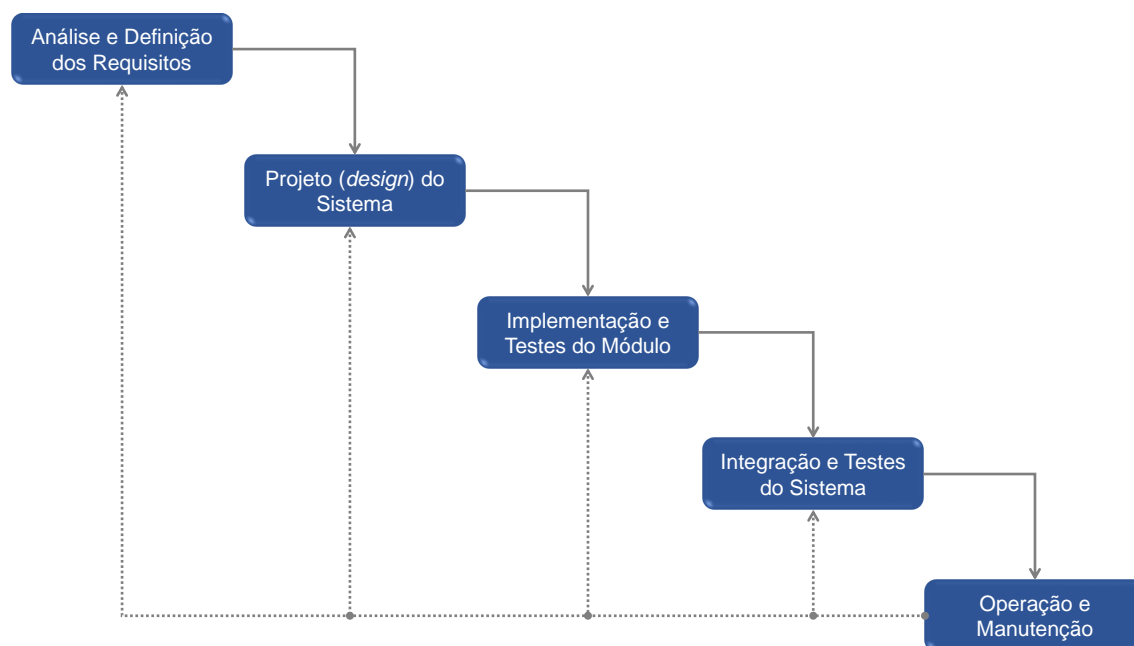 Análise e Definição
dos Requisitos
Projeto (design) do
Sistema
Implementação e
Testes do Módulo
Integração e Testes
do Sistema
Operação e
Manutenção